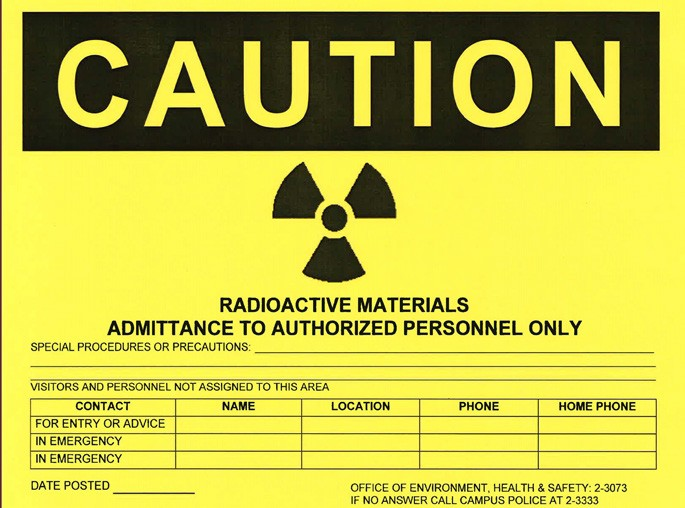 CAUTION
RADIOACTIVE MATERIALS
ADMITTANCE TO AUTHORIZED PERSONNEL ONLY
SPECIAL PROCEDURES OR PRECAUTIONS:
VISITORS AND PERSONNEL NOT ASSIGNED TO THIS AREA
CONTACT NAME LOCATION PHONE HOME PHONE
FOR ENTRY OR ADVICE
IN EMERGENCY
IN EMERGENCY
DATE POSTED
OFFICE OF ENVIRONMENT, HEALTH & SAFETY: 2-3073
IF NO ANSWER CALL CAMPUS POLICE AT 2-3333